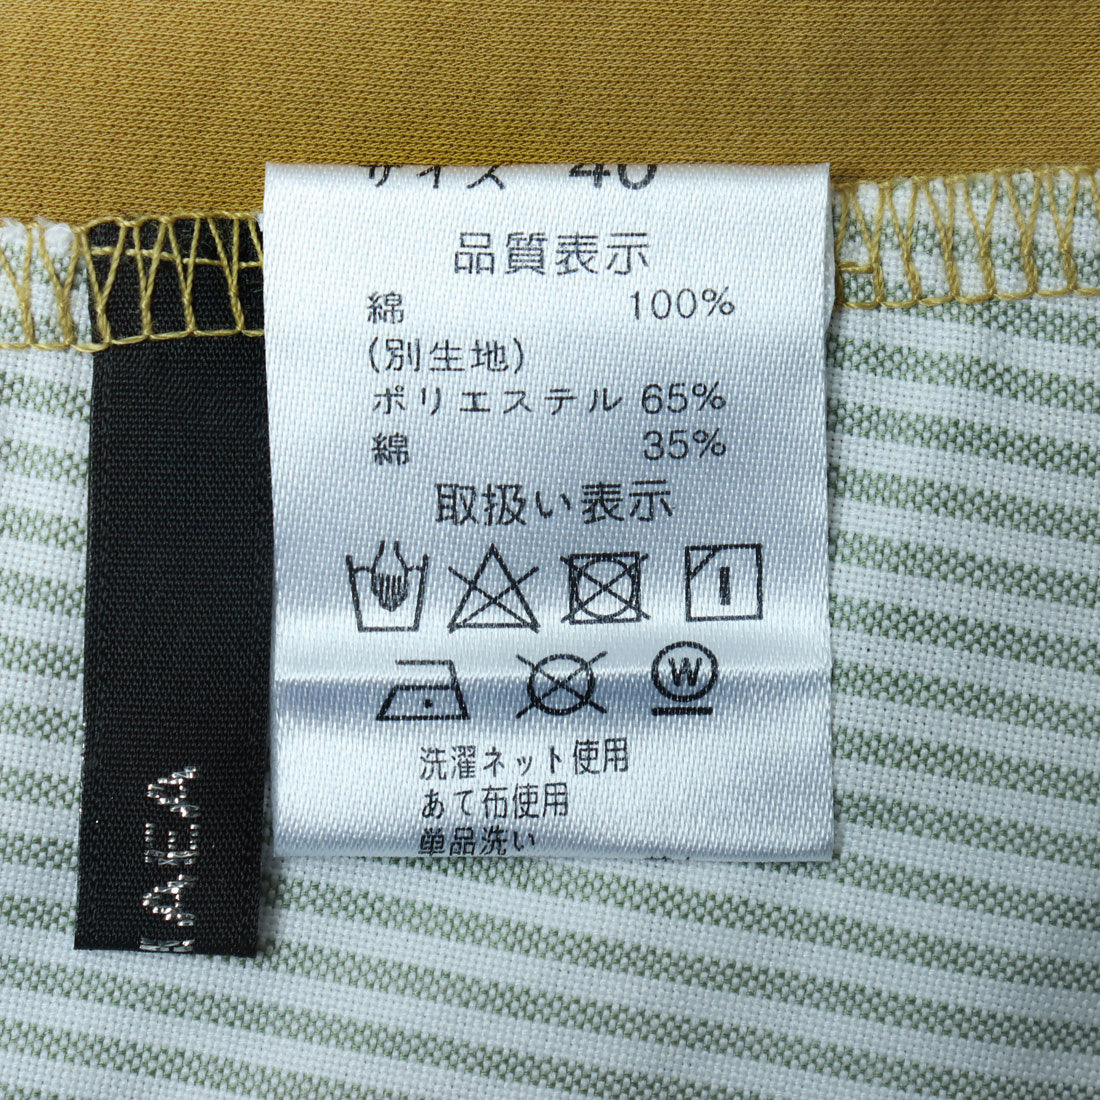 サイズ 40
品質表示
綿 100%
(別生地)
ポリエステル 65%
綿 35%
取扱い表示
W
洗濯ネット使用
あて布使用
単品洗い